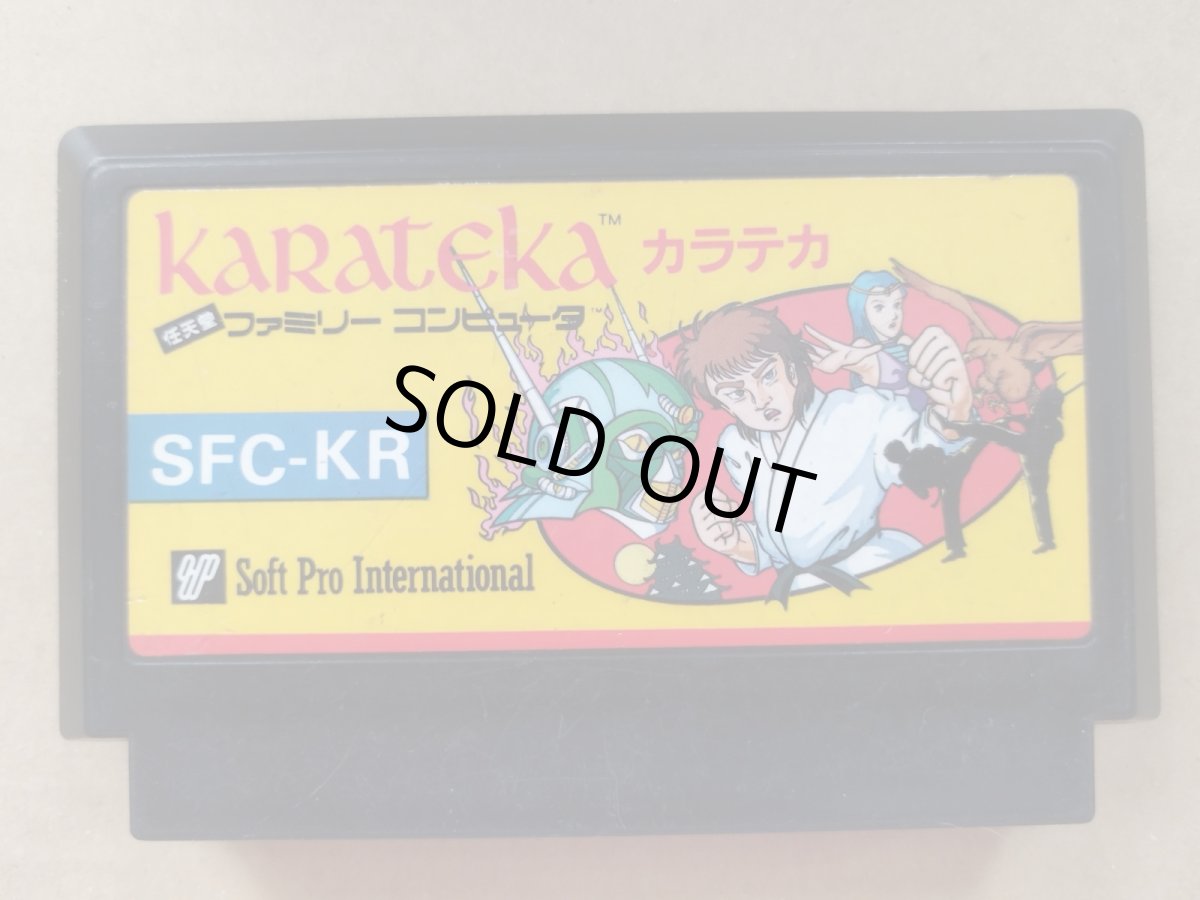 KARATEKA™ カラテカ
任天堂 ファミリーコンピュータ™
SOLD OUT
SFC-KR
SP Soft Pro International